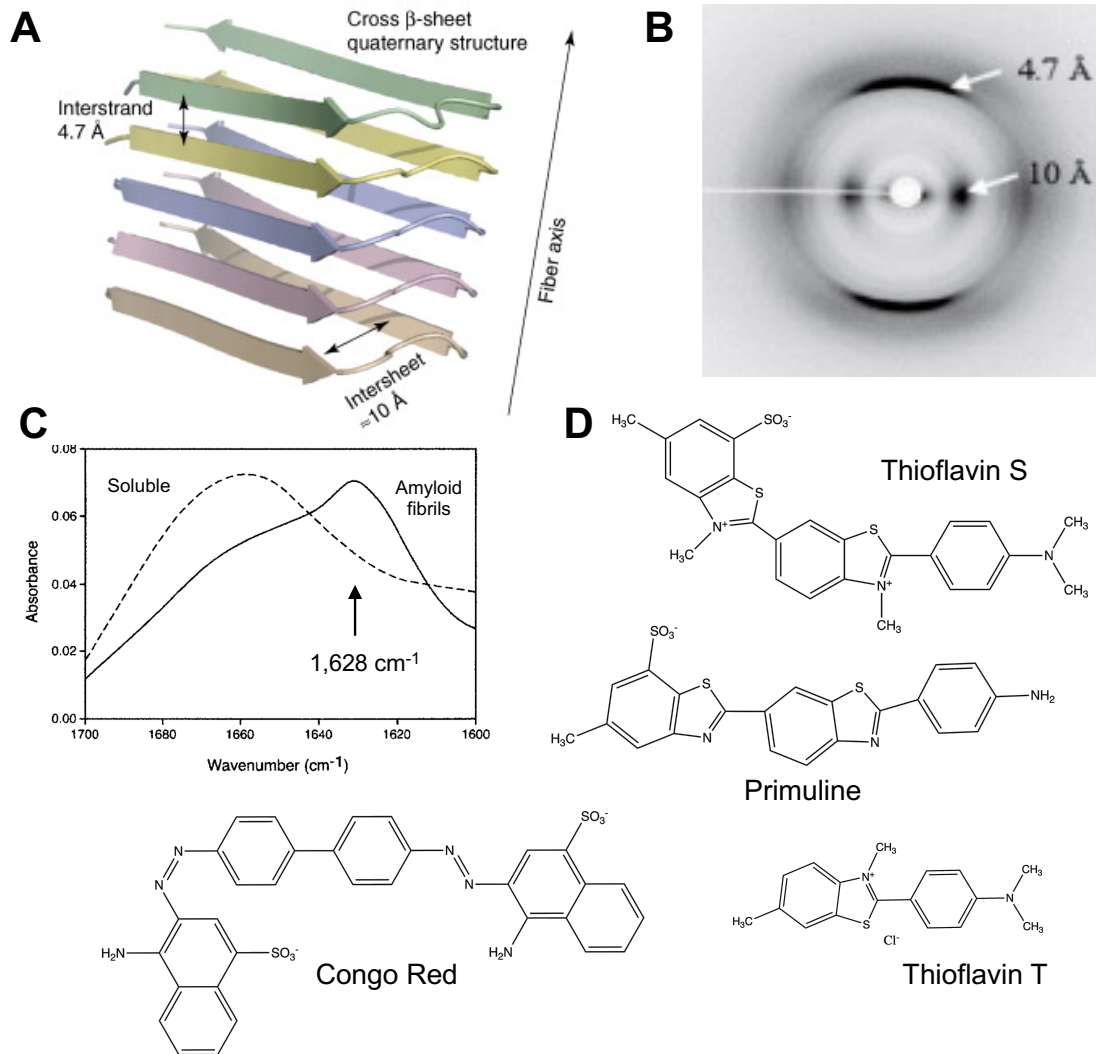 A
Cross β-sheet
quaternary structure
Interstrand
4.7 Å
Fiber axis
Intersheet
≈10 Å
B
4.7 Å
10 Å
C
0.08
0.06
0.04
0.02
0.00
Absorbance
Soluble
Amyloid
fibrils
1,628 cm-1
1700
1680
1660
1640
1620
1600
Wavenumber (cm-1)
D
SO3-
H3C
S
N+
H3C
S
N+
CH3
N
CH3
CH3
Thioflavin S
SO3-
S
H3C
N
S
N
NH2
Primuline
N
N
N
N
SO3-
H2N
SO3-
H2N
Congo Red
CH3
N+
H3C
S
Cl-
N
CH3
CH3
Thioflavin T